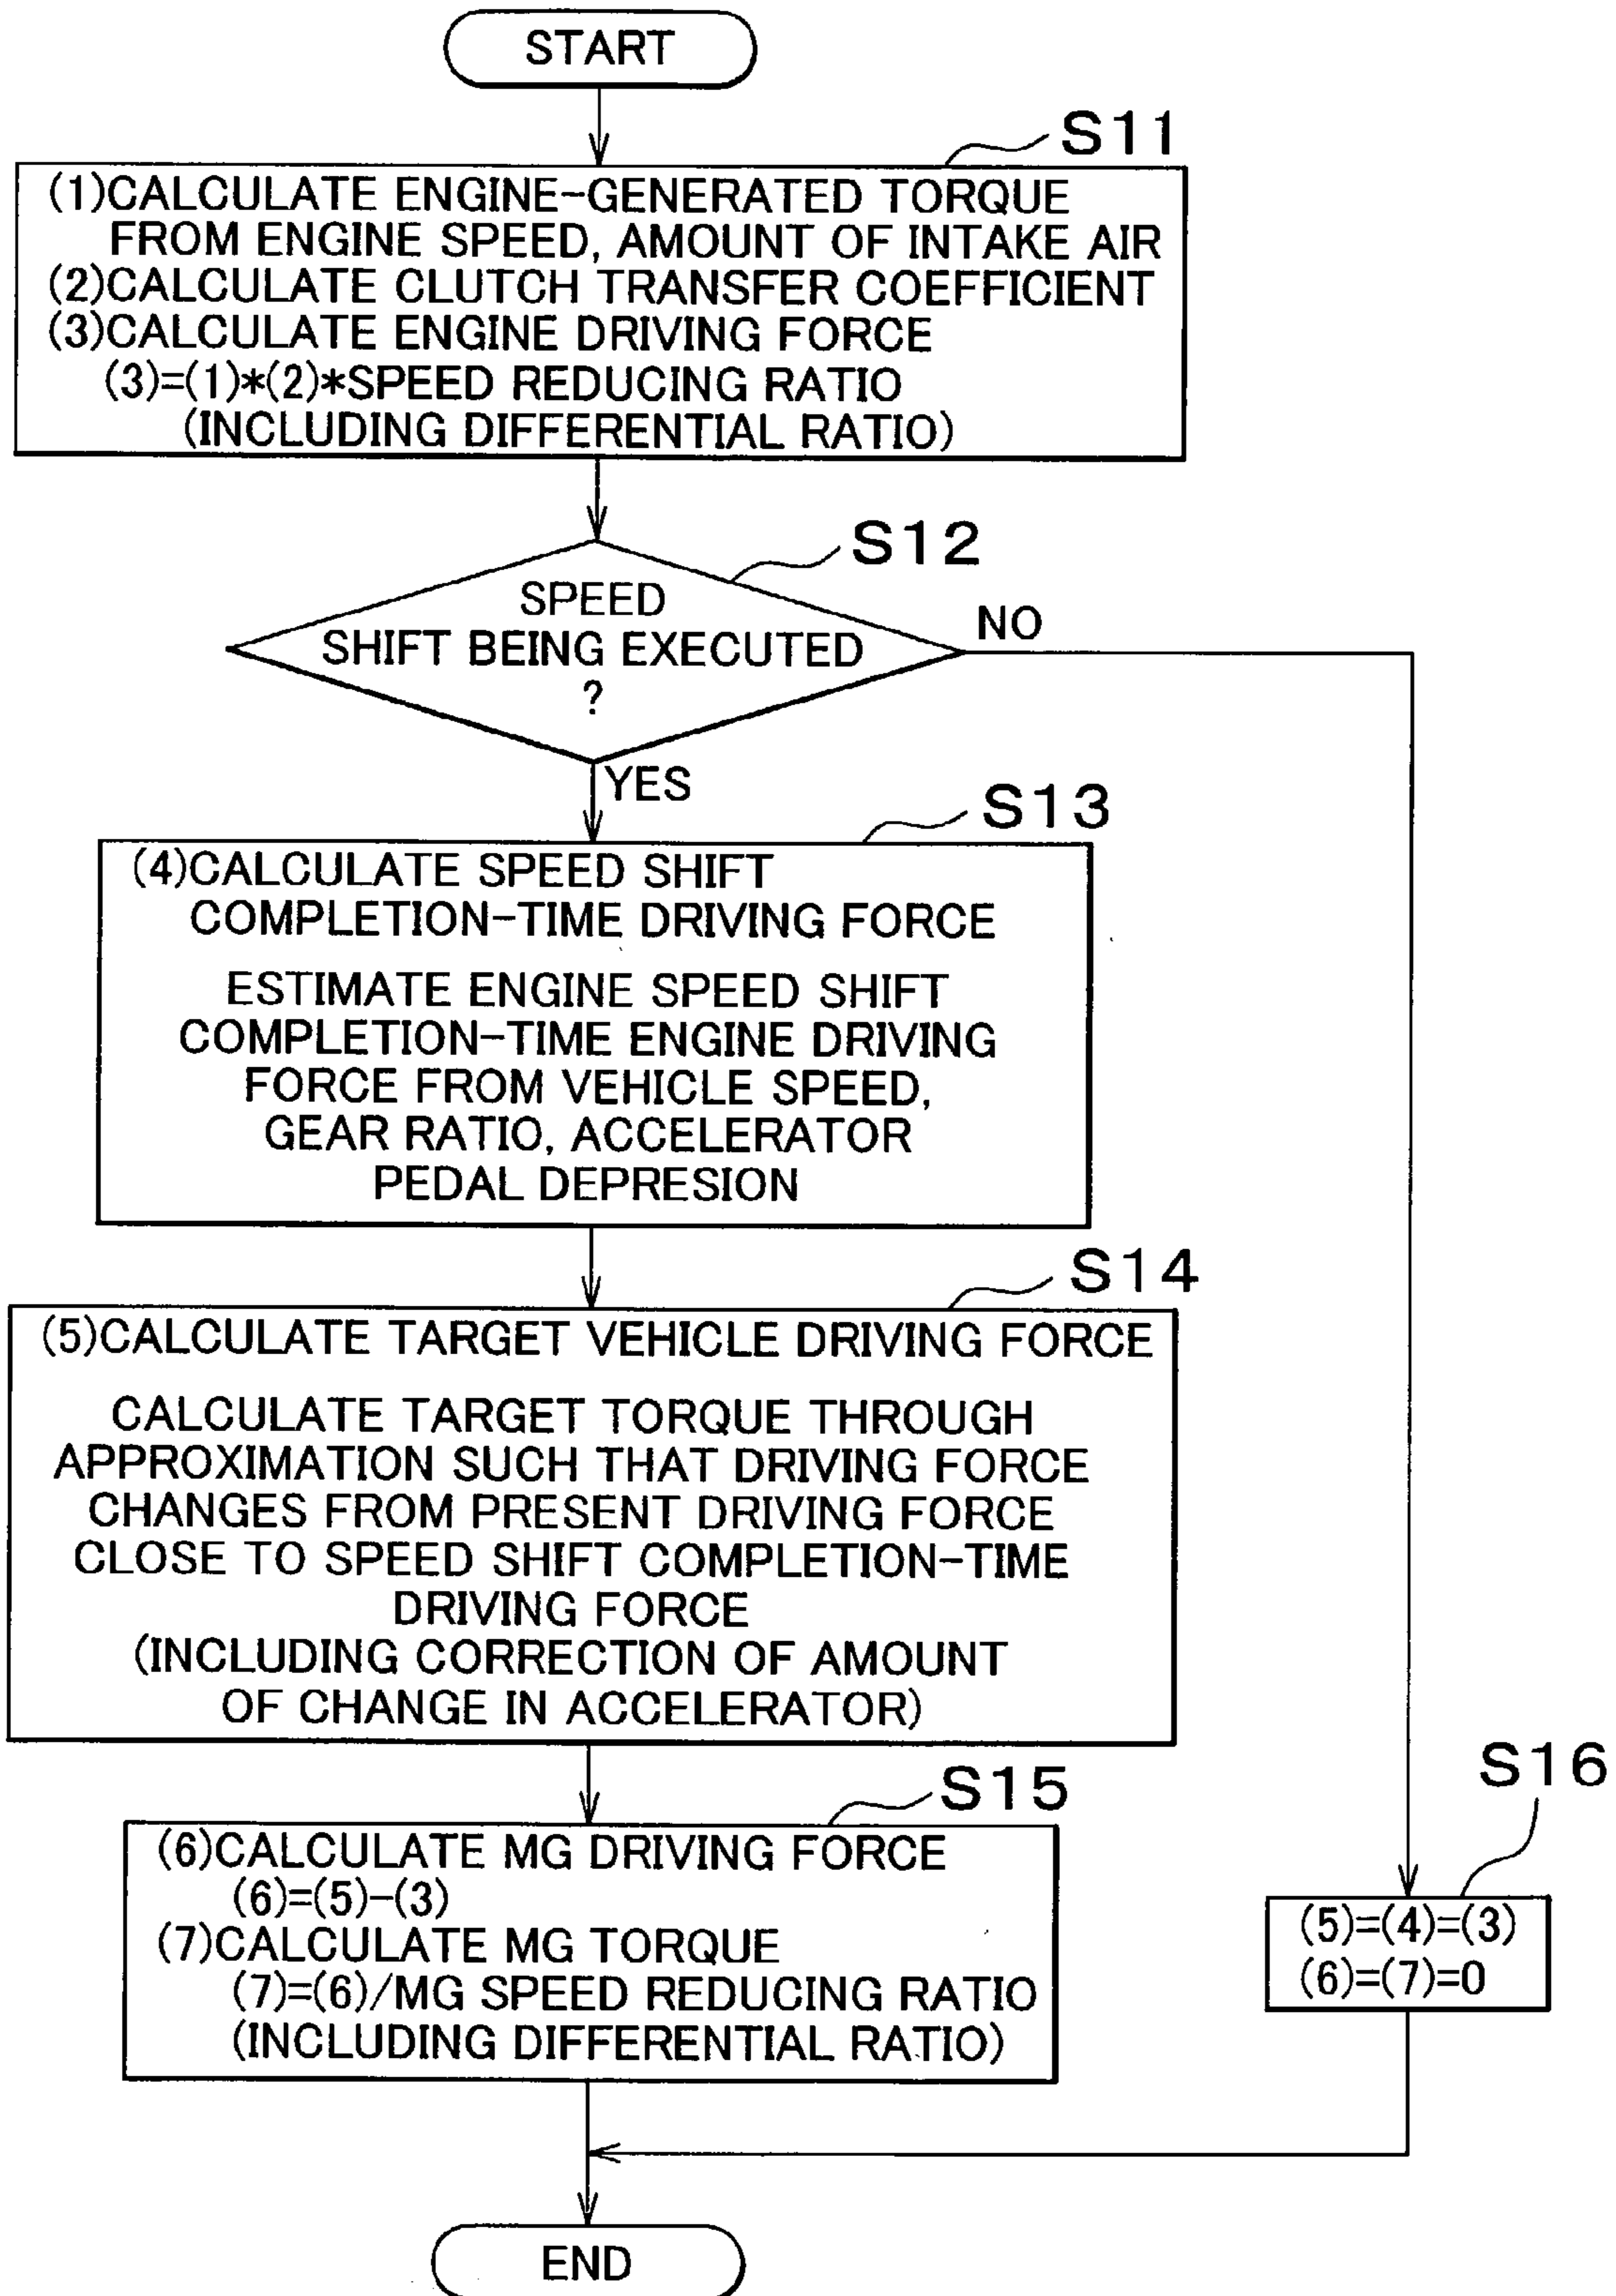 START
S11
(1)CALCULATE ENGINE-GENERATED TORQUE
FROM ENGINE SPEED, AMOUNT OF INTAKE AIR
(2)CALCULATE CLUTCH TRANSFER COEFFICIENT
(3)CALCULATE ENGINE DRIVING FORCE
(3)=(1)*(2)*SPEED REDUCING RATIO
(INCLUDING DIFFERENTIAL RATIO)
S12
SPEED
SHIFT BEING EXECUTED
?
NO
YES
S13
(4)CALCULATE SPEED SHIFT
COMPLETION-TIME DRIVING FORCE
ESTIMATE ENGINE SPEED SHIFT
COMPLETION-TIME ENGINE DRIVING
FORCE FROM VEHICLE SPEED,
GEAR RATIO, ACCELERATOR
PEDAL DEPRESION
S14
(5)CALCULATE TARGET VEHICLE DRIVING FORCE
CALCULATE TARGET TORQUE THROUGH
APPROXIMATION SUCH THAT DRIVING FORCE
CHANGES FROM PRESENT DRIVING FORCE
CLOSE TO SPEED SHIFT COMPLETION-TIME
DRIVING FORCE
(INCLUDING CORRECTION OF AMOUNT
OF CHANGE IN ACCELERATOR)
S15
(6)CALCULATE MG DRIVING FORCE
(6)=(5)-(3)
(7)CALCULATE MG TORQUE
(7)=(6)/MG SPEED REDUCING RATIO
(INCLUDING DIFFERENTIAL RATIO)
S16
(5)=(4)=(3)
(6)=(7)=0
END